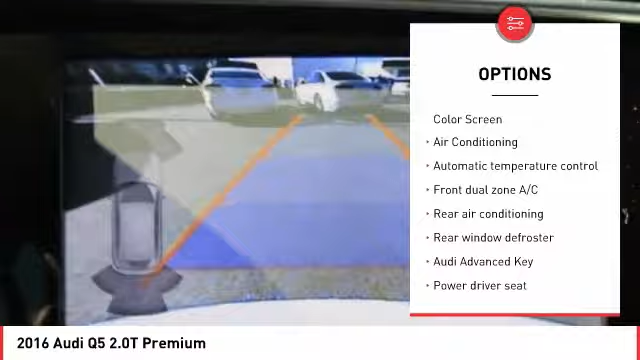 OPTIONS
Color Screen
• Air Conditioning
• Automatic temperature control
• Front dual zone A/C
• Rear air conditioning
• Rear window defroster
• Audi Advanced Key
• Power driver seat
2016 Audi Q5 2.0T Premium